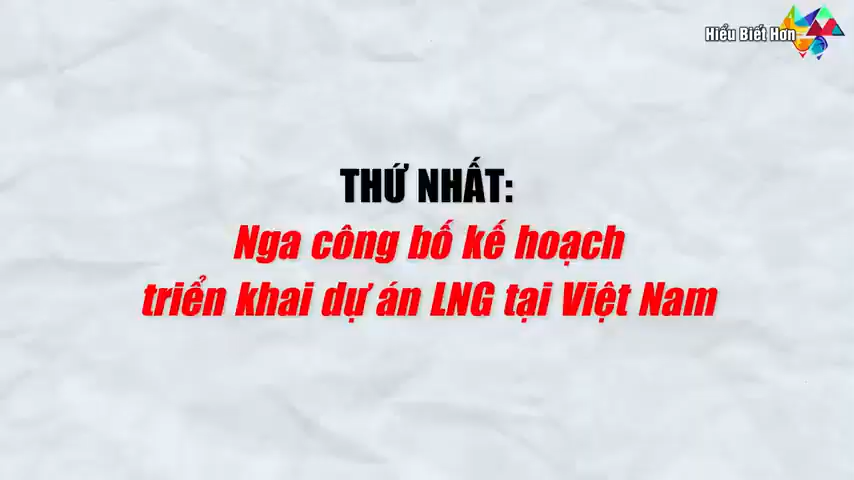 Hiểu Biết Hơn
THỨ NHẤT:
Nga công bố kế hoạch
triển khai dự án LNG tại Việt Nam